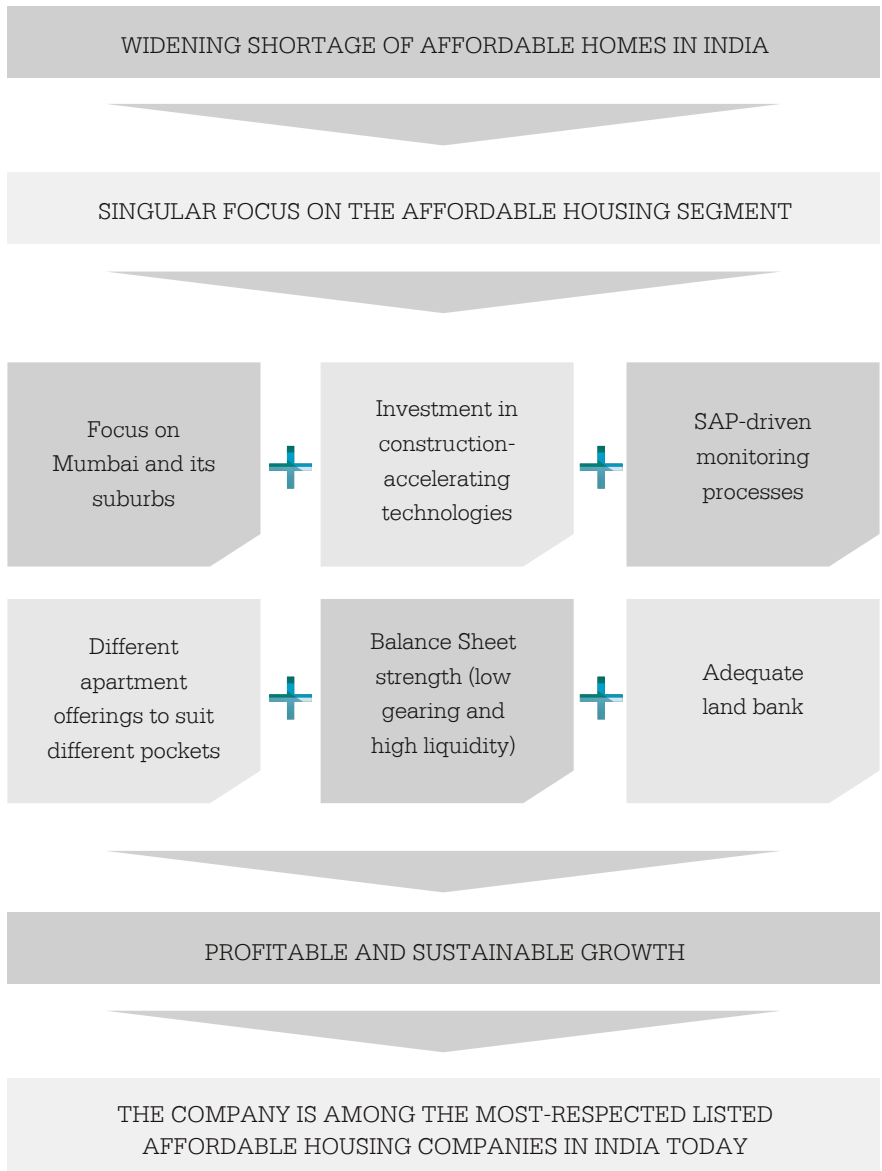 WIDENING SHORTAGE OF AFFORDABLE HOMES IN INDIA
SINGULAR FOCUS ON THE AFFORDABLE HOUSING SEGMENT
Focus on
Mumbai and its
suburbs
Investment in
construction-
accelerating
technologies
SAP-driven
monitoring
processes
Different
apartment
offerings to suit
different pockets
Balance Sheet
strength (low
gearing and
high liquidity)
Adequate
land bank
PROFITABLE AND SUSTAINABLE GROWTH
THE COMPANY IS AMONG THE MOST-RESPECTED LISTED
AFFORDABLE HOUSING COMPANIES IN INDIA TODAY